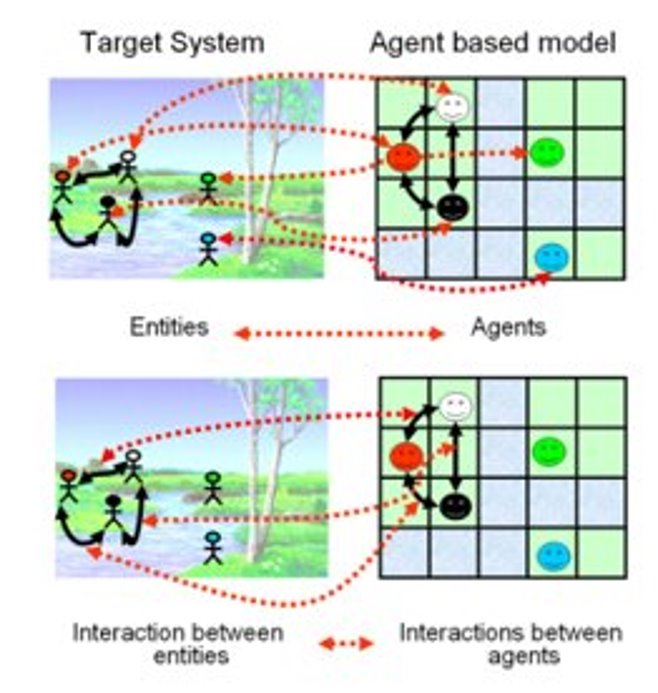 Target System
Agent based model
Entities
Agents
Interaction between
entities
Interactions between
agents